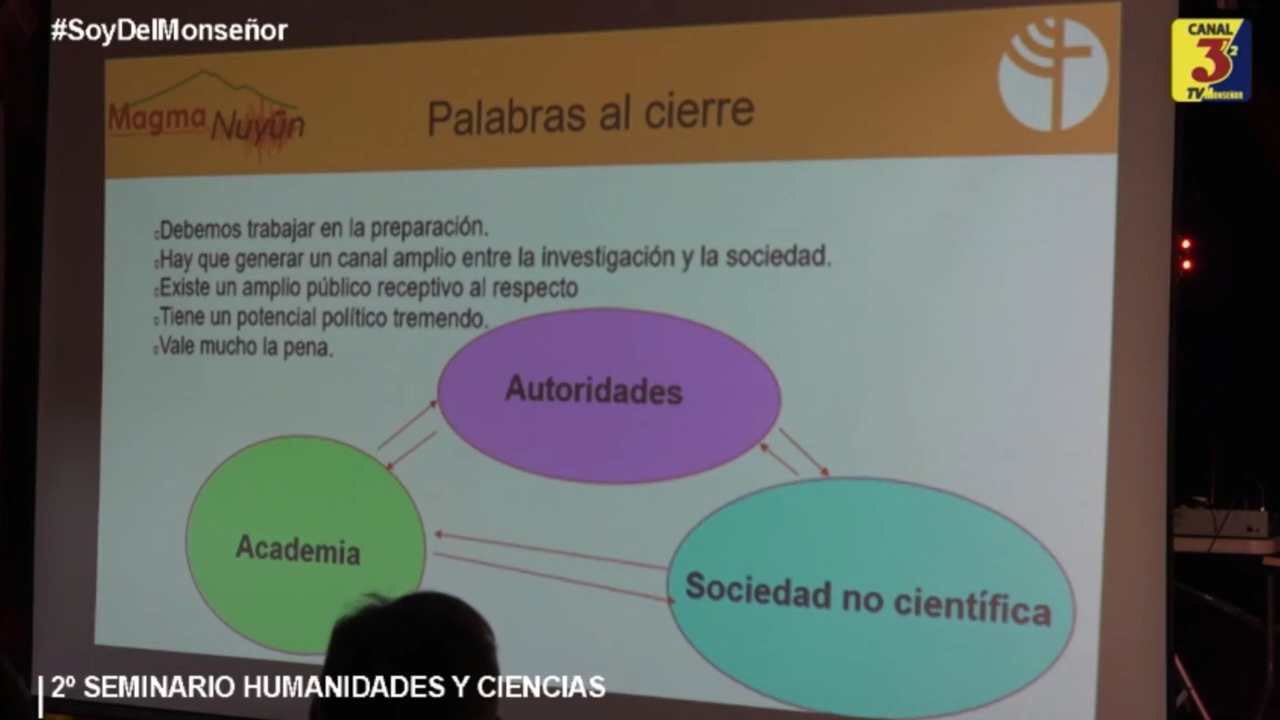 #SoyDelMonseñor
CANAL
3
2
TV MONSEÑOR
Magma Nuyün
Palabras al cierre
Debemos trabajar en la preparación.
Hay que generar un canal amplio entre la investigación y la sociedad.
Existe un amplio público receptivo al respecto
Tiene un potencial político tremendo.
Vale mucho la pena.
Autoridades
Academia
Sociedad no científica
2º SEMINARIO HUMANIDADES Y CIENCIAS